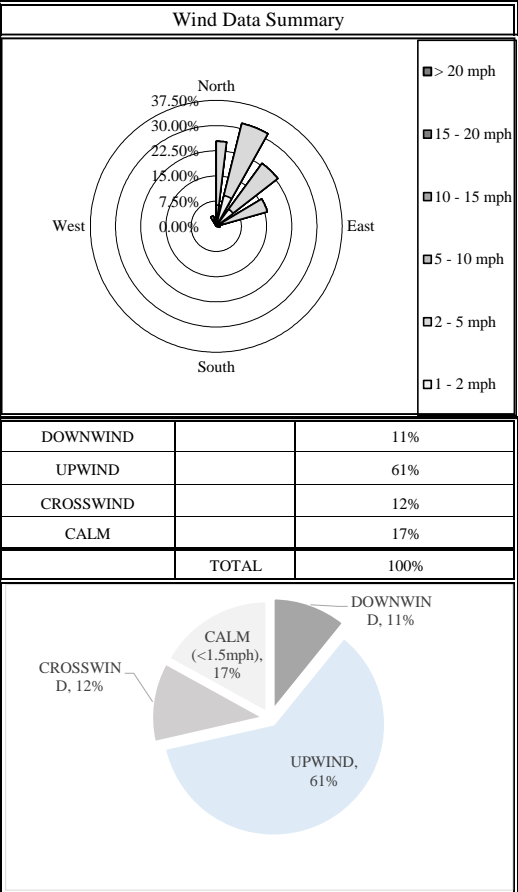 Wind Data Summary
North
37.50%
30.00%
22.50%
15.00%
7.50%
0.00%
West
East
South
> 20 mph
15 - 20 mph
10 - 15 mph
5 - 10 mph
2 - 5 mph
1 - 2 mph
DOWNWIND 11%
UPWIND 61%
CROSSWIND 12%
CALM 17%
TOTAL 100%
DOWNWIN
D, 11%
CALM
(<1.5mph),
17%
CROSSWIN
D, 12%
UPWIND,
61%